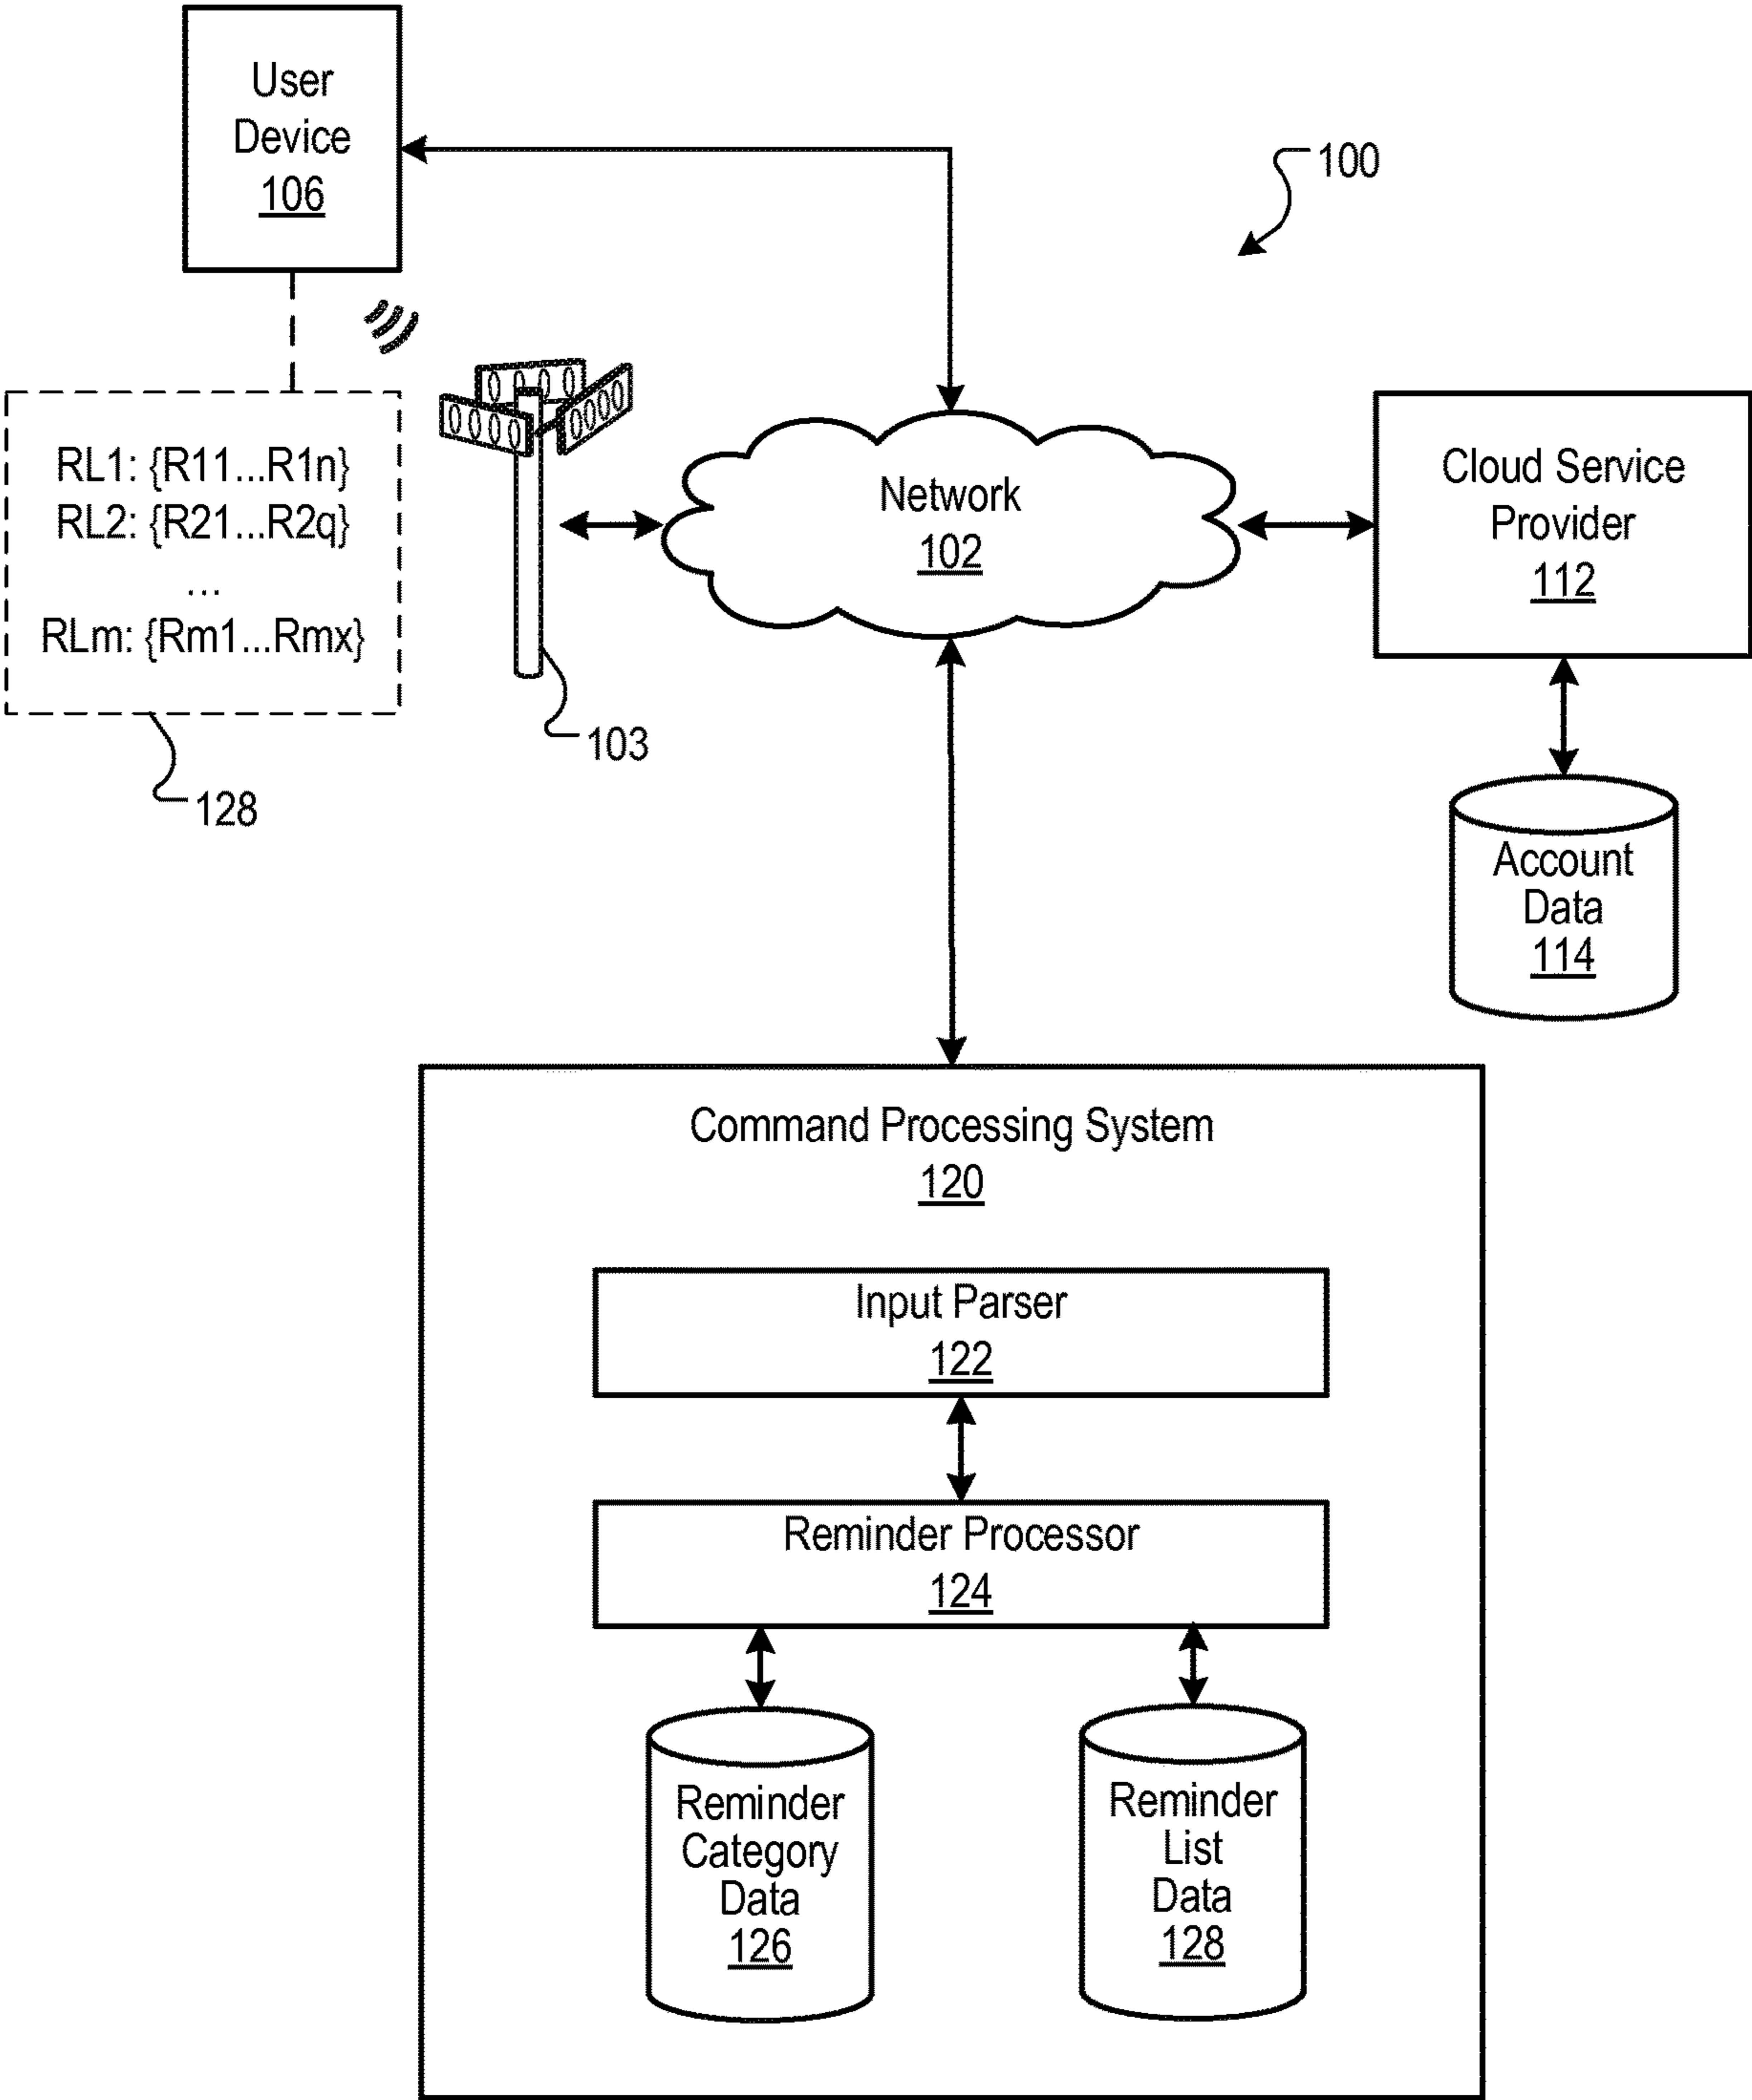 User
Device
106
100
RL1: {R11...R1n}
RL2: {R21...R2q}
...
RLm: {Rm1...Rmx}
128
103
Network
102
Cloud Service
Provider
112
Account
Data
114
Command Processing System
120
Input Parser
122
Reminder Processor
124
Reminder
Category
Data
126
Reminder
List
Data
128